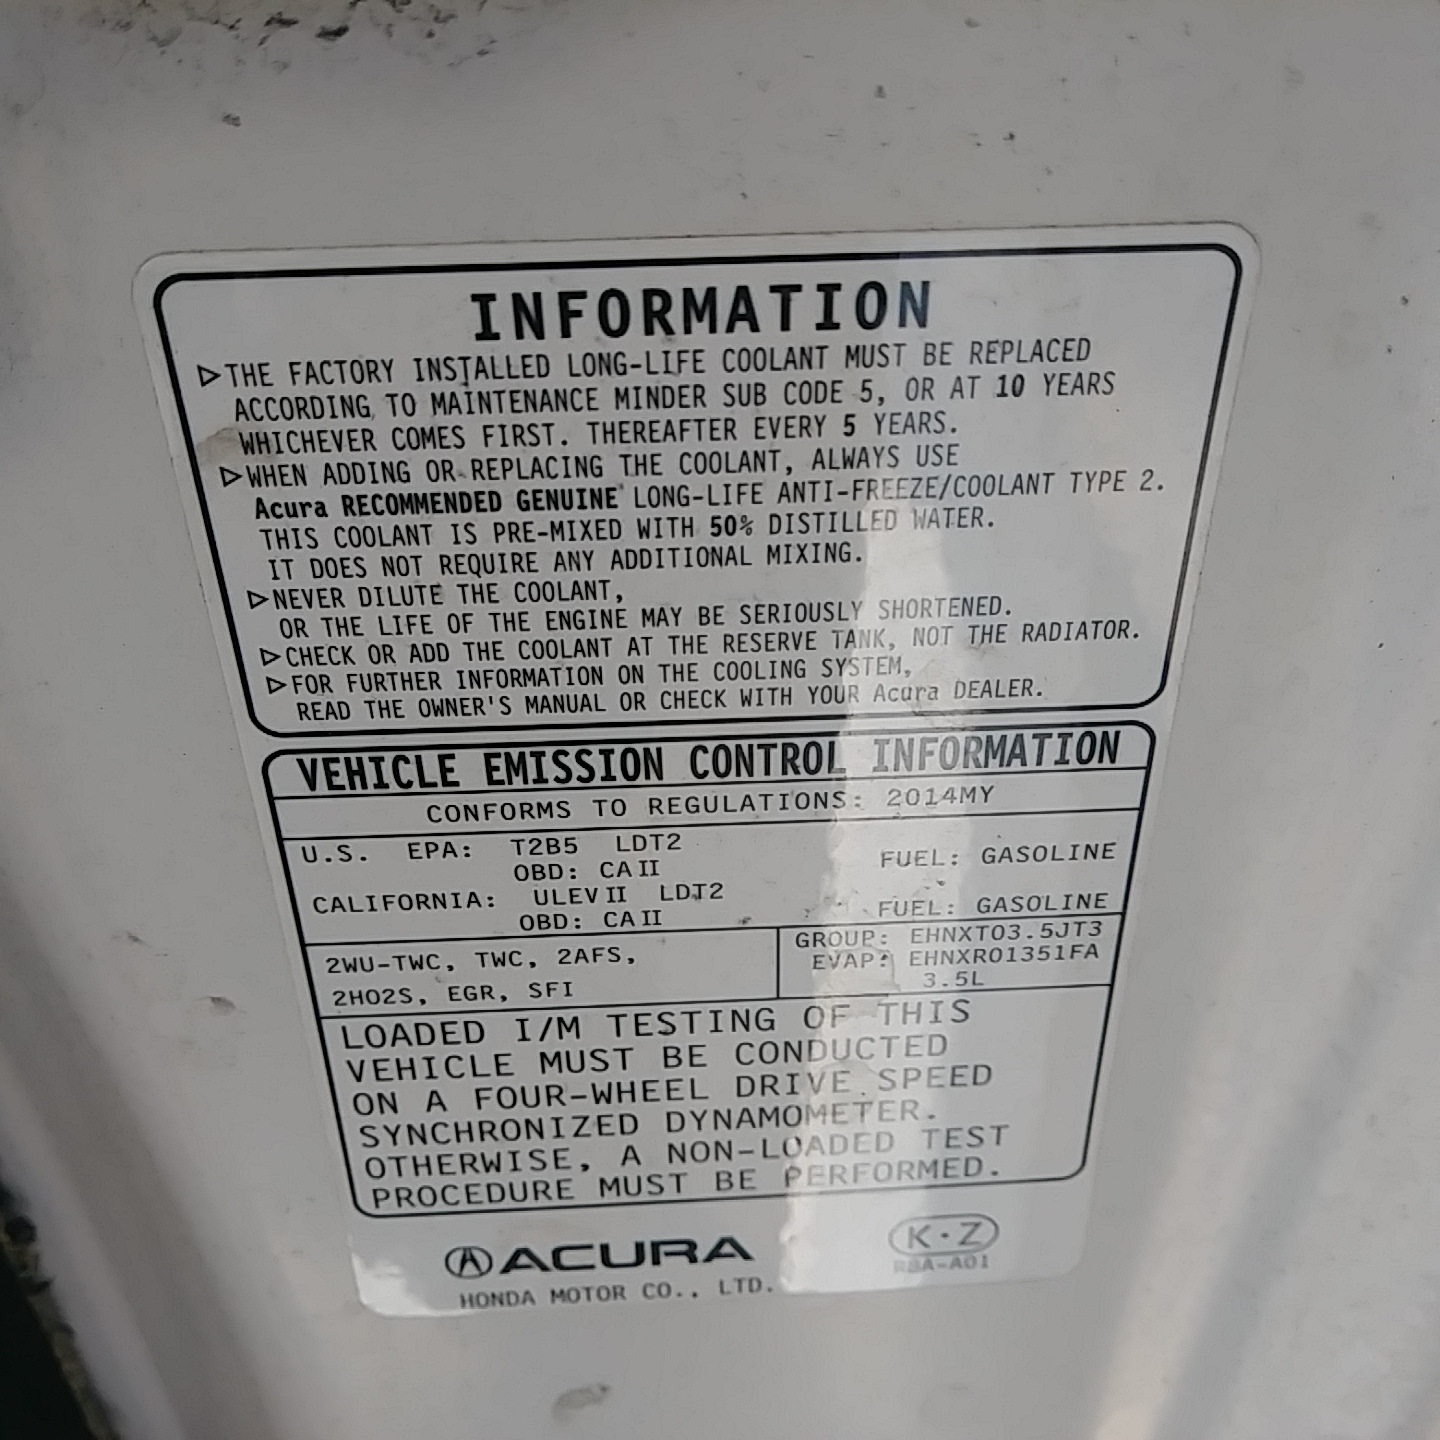 INFORMATION
▷THE FACTORY INSTALLED LONG-LIFE COOLANT MUST BE REPLACED
ACCORDING TO MAINTENANCE MINDER SUB CODE 5, OR AT 10 YEARS
WHICHEVER COMES FIRST. THEREAFTER EVERY 5 YEARS.
▷WHEN ADDING OR REPLACING THE COOLANT, ALWAYS USE
Acura RECOMMENDED GENUINE LONG-LIFE ANTI-FREEZE/COOLANT TYPE 2.
THIS COOLANT IS PRE-MIXED WITH 50% DISTILLED WATER.
IT DOES NOT REQUIRE ANY ADDITIONAL MIXING.
▷NEVER DILUTE THE COOLANT,
OR THE LIFE OF THE ENGINE MAY BE SERIOUSLY SHORTENED.
▷CHECK OR ADD THE COOLANT AT THE RESERVE TANK, NOT THE RADIATOR.
▷FOR FURTHER INFORMATION ON THE COOLING SYSTEM,
READ THE OWNER'S MANUAL OR CHECK WITH YOUR Acura DEALER.
VEHICLE EMISSION CONTROL INFORMATION
CONFORMS TO REGULATIONS: 2014MY
U.S. EPA: T2B5 LDT2 FUEL: GASOLINE
OBD: CAII
CALIFORNIA: ULEVII LDT2 FUEL: GASOLINE
OBD: CAII
2WU-TWC, TWC, 2AFS,
2HO2S, EGR, SFI
GROUP: EHNXT03.5JT3
EVAP: EHNXR01351FA
3.5L
LOADED I/M TESTING OF THIS
VEHICLE MUST BE CONDUCTED
ON A FOUR-WHEEL DRIVE SPEED
SYNCHRONIZED DYNAMOMETER.
OTHERWISE, A NON-LOADED TEST
PROCEDURE MUST BE PERFORMED.
ACURA
HONDA MOTOR CO., LTD.
K·Z